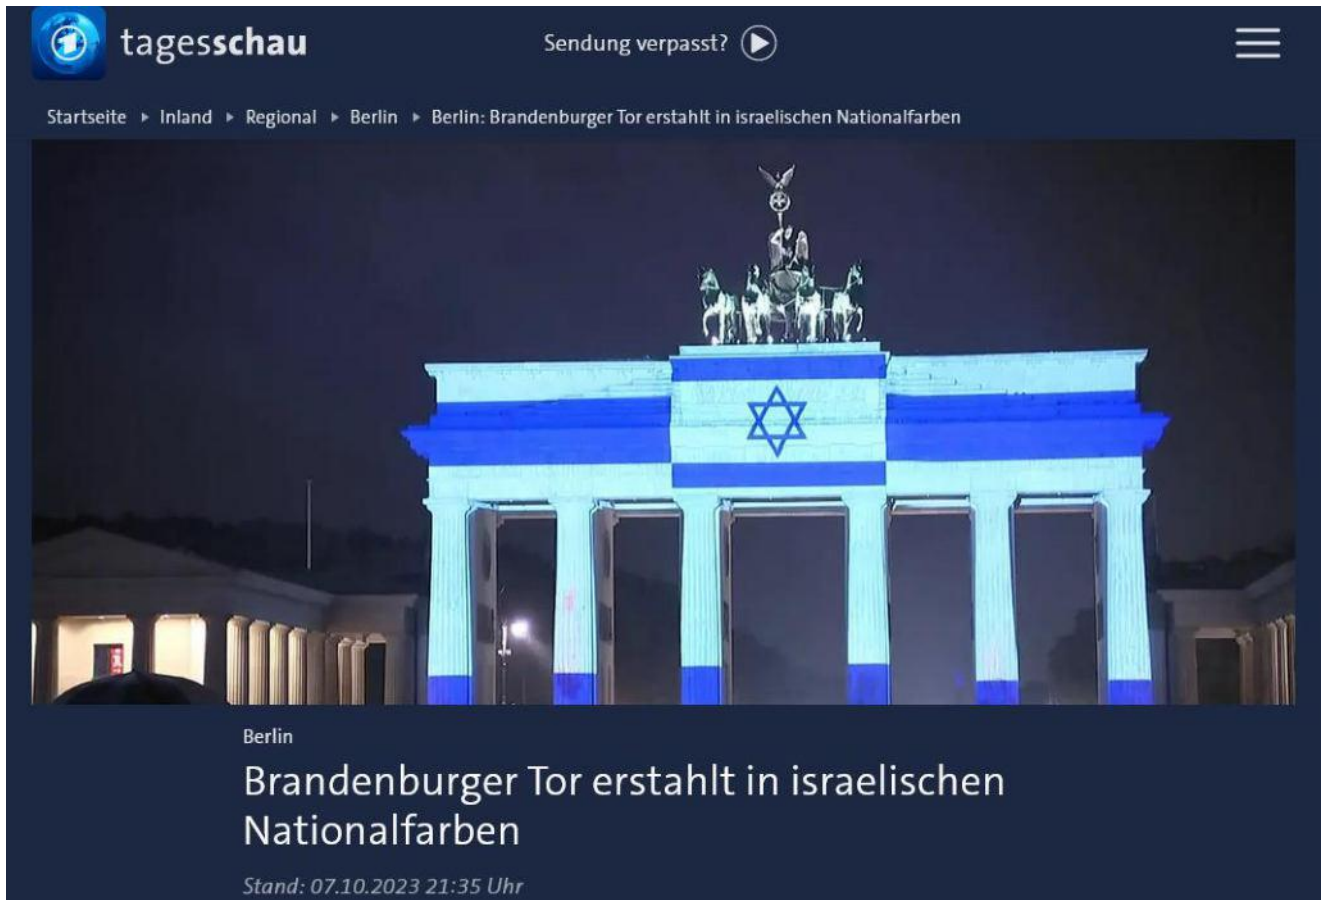 tagesschau
Sendung verpasst?
Startseite ▸ Inland ▸ Regional ▸ Berlin ▸ Berlin: Brandenburger Tor erstahlt in israelischen Nationalfarben
Berlin
Brandenburger Tor erstahlt in israelischen
Nationalfarben
Stand: 07.10.2023 21:35 Uhr